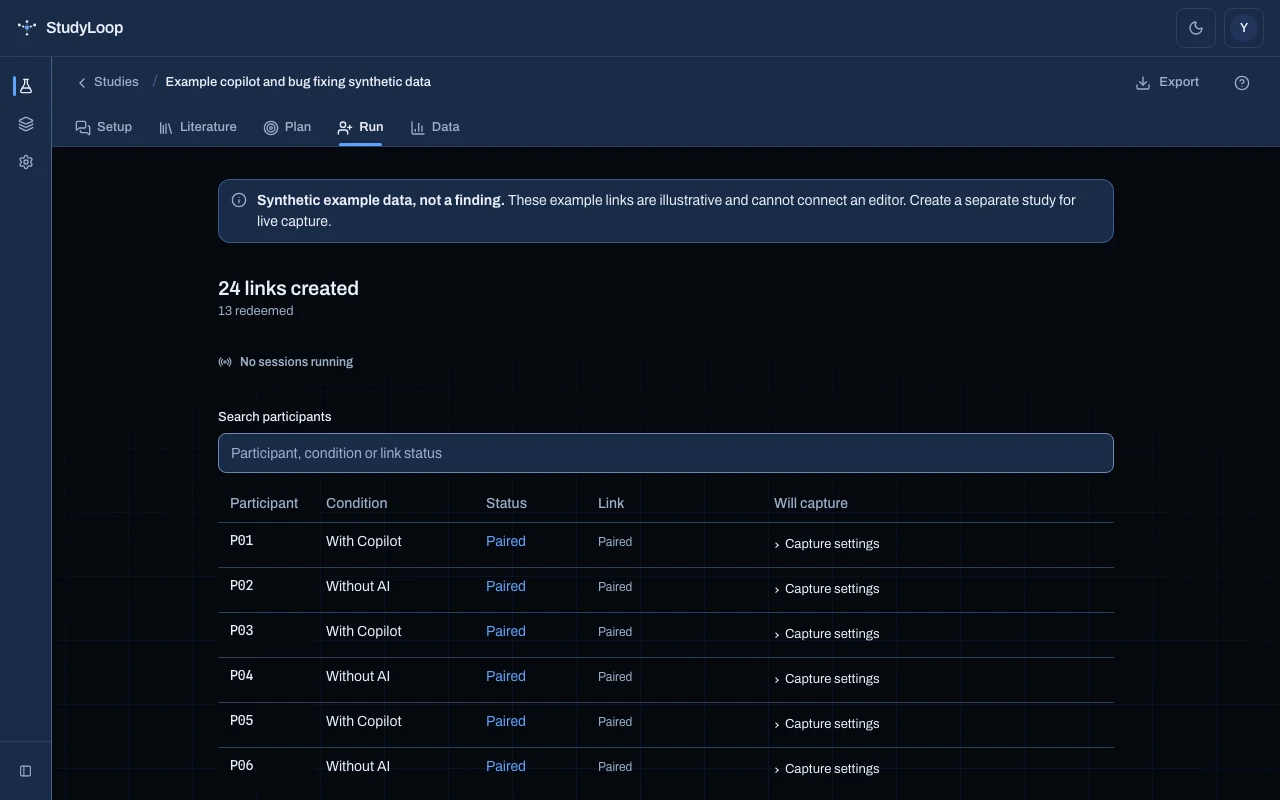 StudyLoop
Y
Studies / Example copilot and bug fixing synthetic data
Export
Setup
Literature
Plan
Run
Data
Synthetic example data, not a finding. These example links are illustrative and cannot connect an editor. Create a separate study for
live capture.
24 links created
13 redeemed
No sessions running
Search participants
Participant, condition or link status
Participant Condition Status Link Will capture
P01 With Copilot Paired Paired › Capture settings
P02 Without AI Paired Paired › Capture settings
P03 With Copilot Paired Paired › Capture settings
P04 Without AI Paired Paired › Capture settings
P05 With Copilot Paired Paired › Capture settings
P06 Without AI Paired Paired › Capture settings